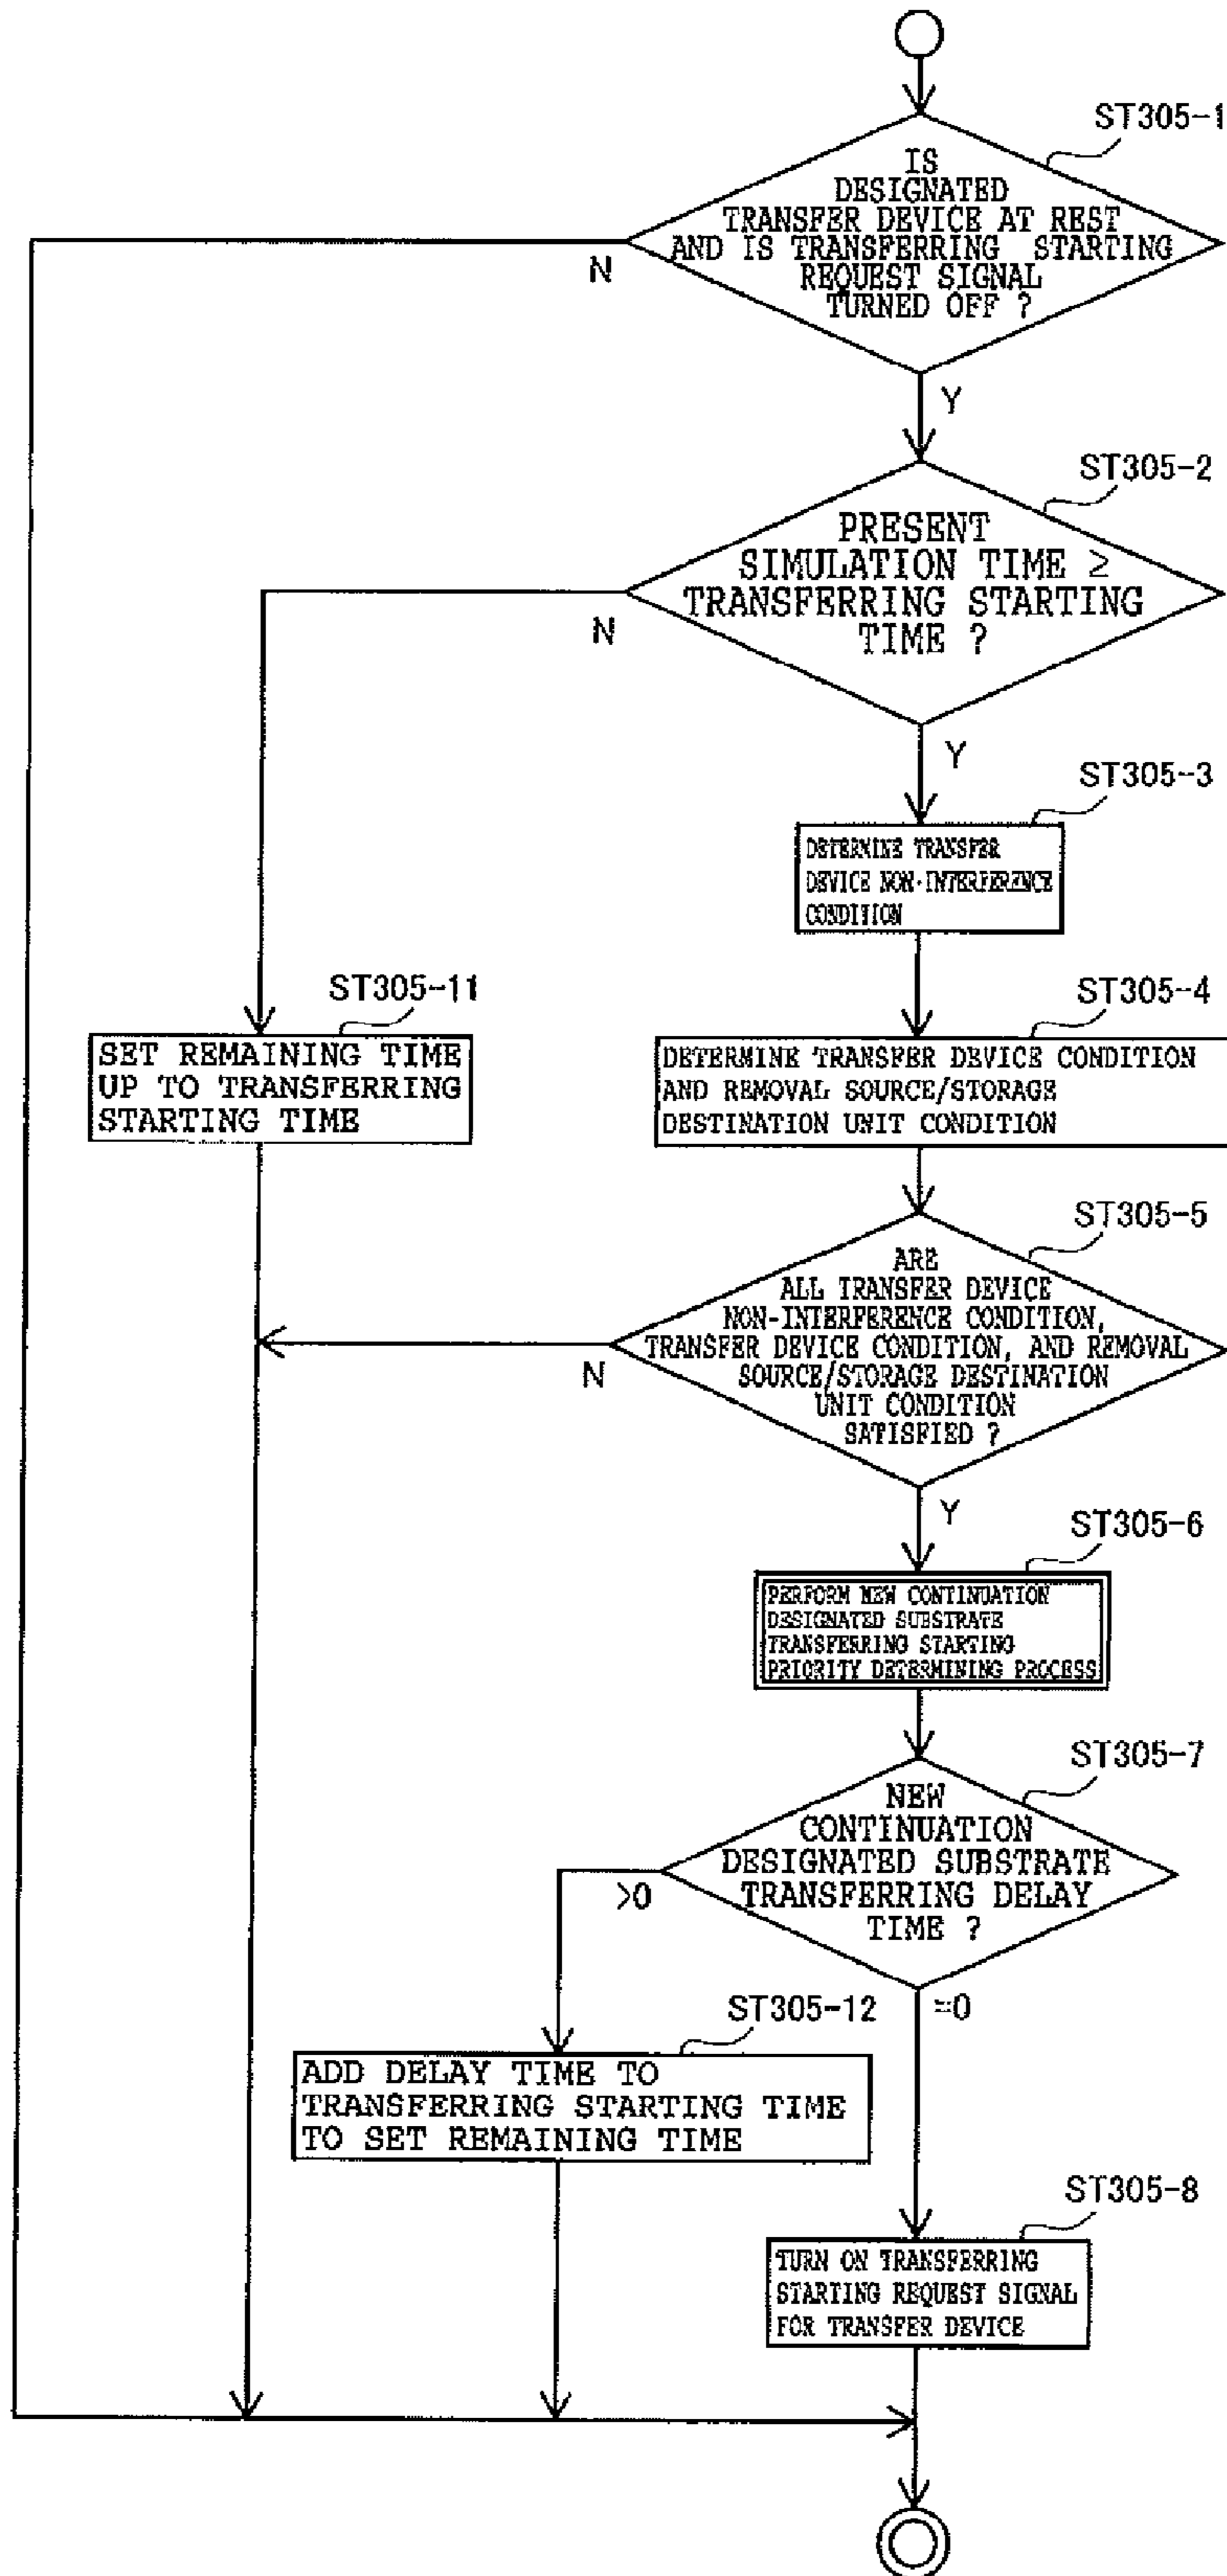 ST305-1
IS
DESIGNATED
TRANSFER DEVICE AT REST
AND IS TRANSFERRING STARTING
REQUEST SIGNAL
TURNED OFF ?
N
Y
ST305-2
PRESENT
SIMULATION TIME ≥
TRANSFERRING STARTING
TIME ?
N
Y
ST305-3
DETERMINE TRANSFER
DEVICE NON-INTERFERENCE
CONDITION
ST305-11
SET REMAINING TIME
UP TO TRANSFERRING
STARTING TIME
ST305-4
DETERMINE TRANSFER DEVICE CONDITION
AND REMOVAL SOURCE/STORAGE
DESTINATION UNIT CONDITION
ST305-5
ARE
ALL TRANSFER DEVICE
NON-INTERFERENCE CONDITION,
TRANSFER DEVICE CONDITION, AND REMOVAL
SOURCE/STORAGE DESTINATION
UNIT CONDITION
SATISFIED ?
N
Y
ST305-6
PERFORM NEW CONTINUATION
DESIGNATED SUBSTRATE
TRANSFERRING STARTING
PRIORITY DETERMINING PROCESS
ST305-7
NEW
CONTINUATION
DESIGNATED SUBSTRATE
TRANSFERRING DELAY
TIME ?
>0
=0
ST305-12
ADD DELAY TIME TO
TRANSFERRING STARTING TIME
TO SET REMAINING TIME
ST305-8
TURN ON TRANSFERRING
STARTING REQUEST SIGNAL
FOR TRANSFER DEVICE